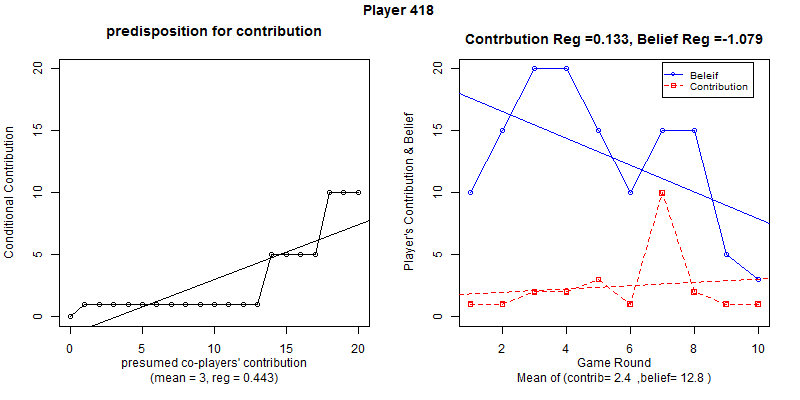 Player 418
predisposition for contribution
Conditional Contribution
20
15
10
5
0
0 5 10 15 20
presumed co-players' contribution
(mean = 3, reg = 0.443)
Contrbution Reg =0.133, Belief Reg =-1.079
Player's Contribution & Belief
20
15
10
5
0
Beleif
Contribution
2 4 6 8 10
Game Round
Mean of (contrib= 2.4 ,belief= 12.8 )